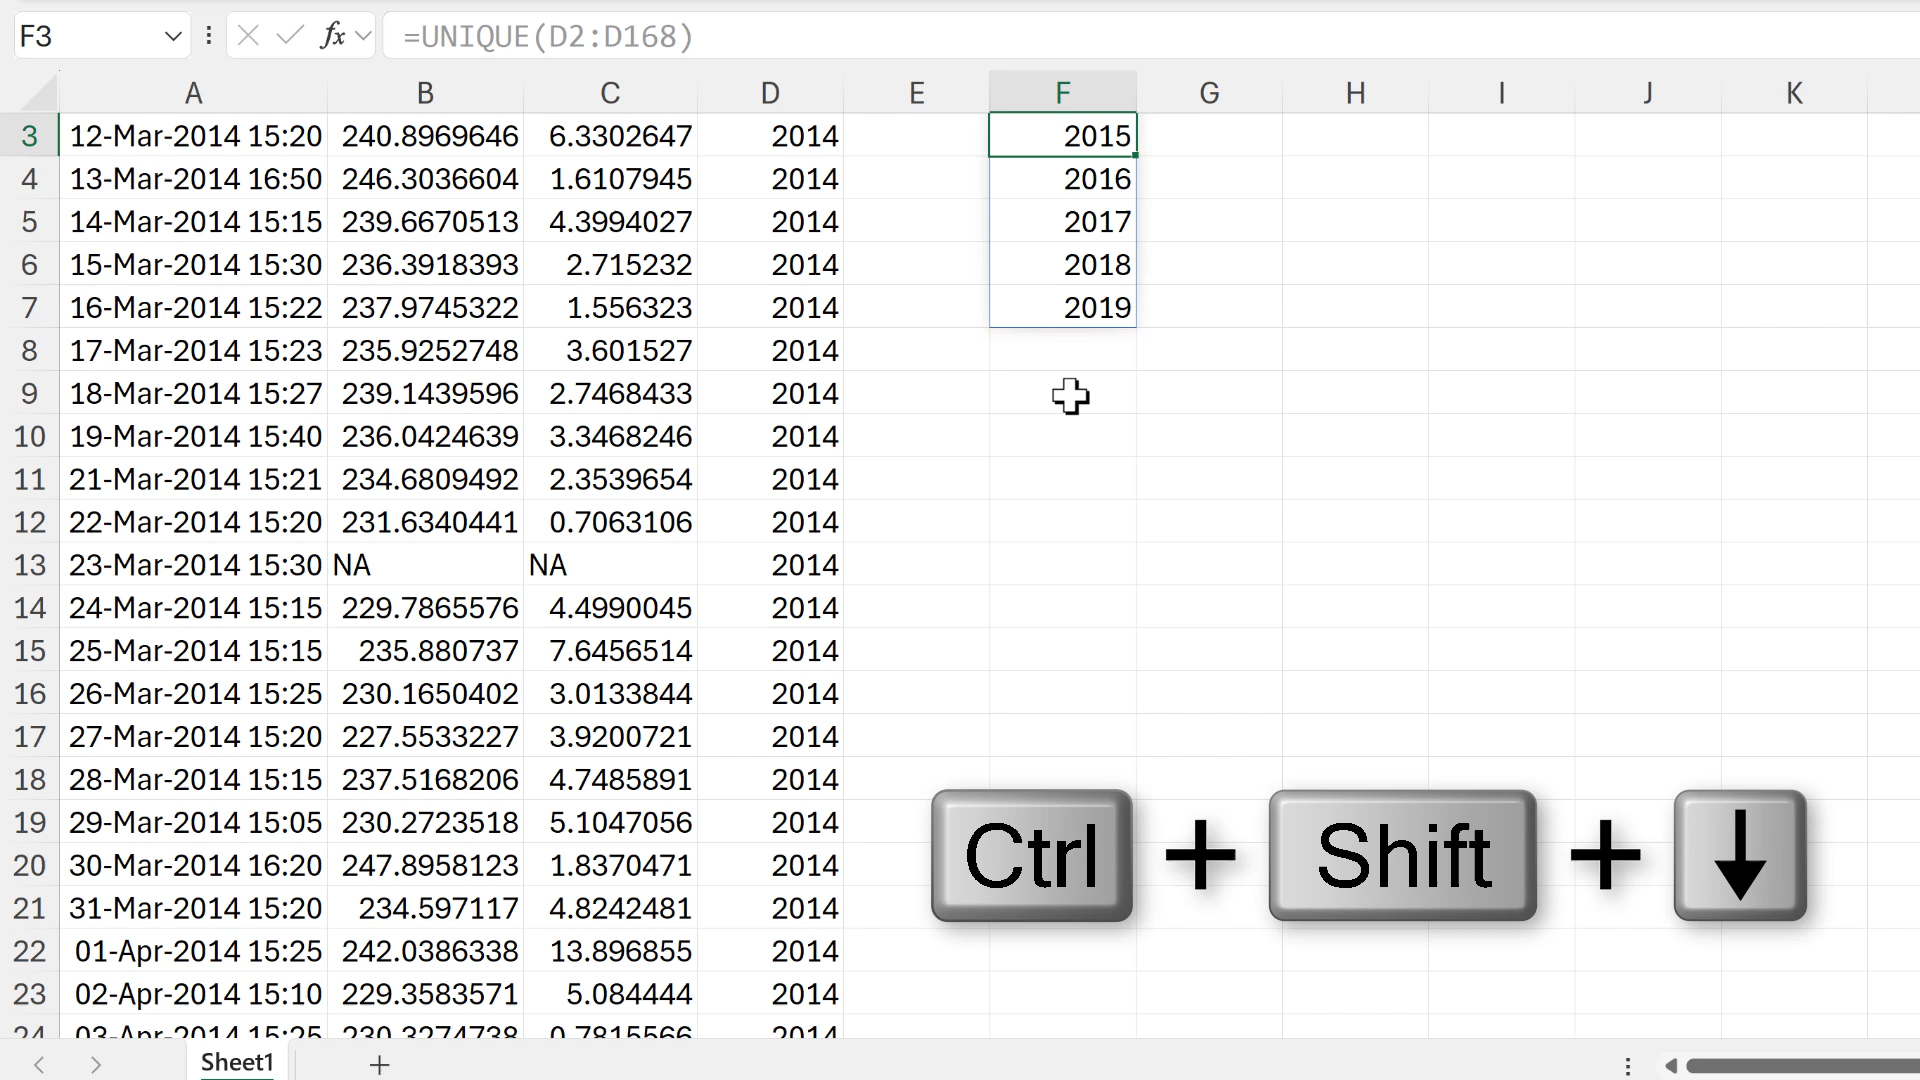 F3 fx =UNIQUE(D2:D168)
A B C D E F G H I J K
3 12-Mar-2014 15:20 240.8969646 6.3302647 2014 2015
4 13-Mar-2014 16:50 246.3036604 1.6107945 2014 2016
5 14-Mar-2014 15:15 239.6670513 4.3994027 2014 2017
6 15-Mar-2014 15:30 236.3918393 2.715232 2014 2018
7 16-Mar-2014 15:22 237.9745322 1.556323 2014 2019
8 17-Mar-2014 15:23 235.9252748 3.601527 2014
9 18-Mar-2014 15:27 239.1439596 2.7468433 2014
10 19-Mar-2014 15:40 236.0424639 3.3468246 2014
11 21-Mar-2014 15:21 234.6809492 2.3539654 2014
12 22-Mar-2014 15:20 231.6340441 0.7063106 2014
13 23-Mar-2014 15:30 NA NA 2014
14 24-Mar-2014 15:15 229.7865576 4.4990045 2014
15 25-Mar-2014 15:15 235.880737 7.6456514 2014
16 26-Mar-2014 15:25 230.1650402 3.0133844 2014
17 27-Mar-2014 15:20 227.5533227 3.9200721 2014
18 28-Mar-2014 15:15 237.5168206 4.7485891 2014
19 29-Mar-2014 15:05 230.2723518 5.1047056 2014
20 30-Mar-2014 16:20 247.8958123 1.8370471 2014
21 31-Mar-2014 15:20 234.597117 4.8242481 2014
22 01-Apr-2014 15:25 242.0386338 13.896855 2014
23 02-Apr-2014 15:10 229.3583571 5.084444 2014
24 03-Apr-2014 15:25 230.3274738 0.7815566 2014
Ctrl + Shift + ↓
Sheet1 +